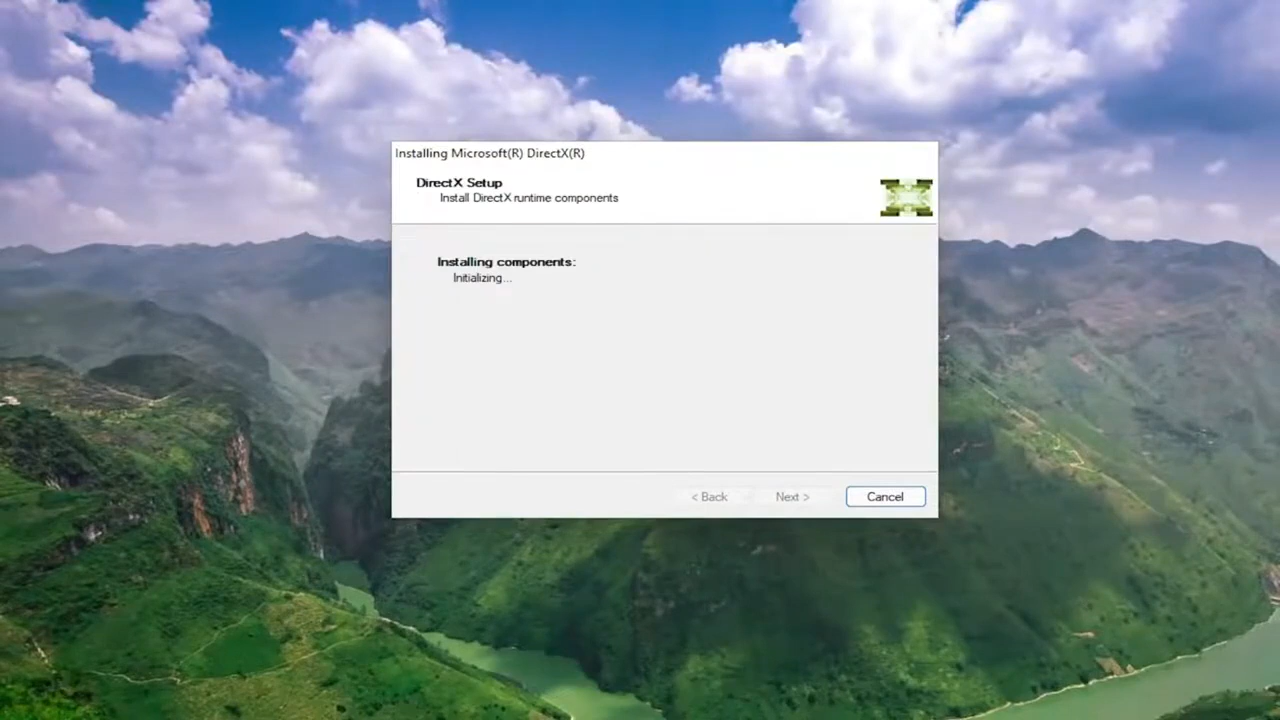 Installing Microsoft(R) DirectX(R)
DirectX Setup
Install DirectX runtime components
Installing components:
Initializing...
< Back
Next >
Cancel